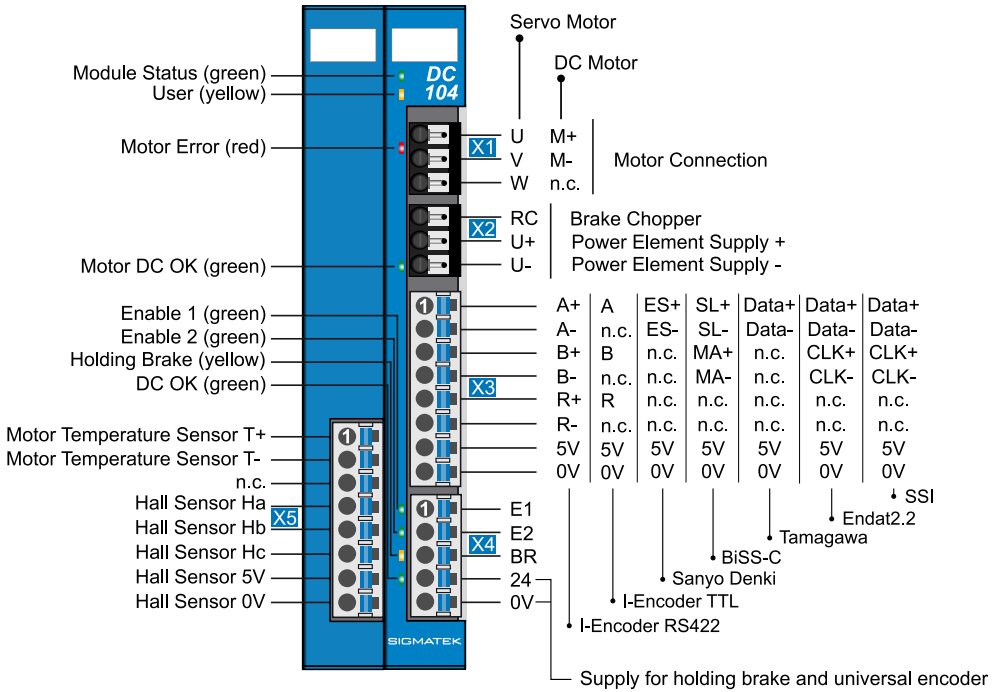 Servo Motor
DC Motor
Module Status (green)
User (yellow)
DC
104
Motor Error (red)
X1
U M+
V M-
W n.c.
Motor Connection
X2
RC Brake Chopper
U+ Power Element Supply +
U- Power Element Supply -
Motor DC OK (green)
Enable 1 (green)
Enable 2 (green)
Holding Brake (yellow)
DC OK (green)
1
X3
A+ A ES+ SL+ Data+ Data+ Data+
A- n.c. ES- SL- Data- Data- Data-
B+ B n.c. MA+ n.c. CLK+ CLK+
B- n.c. n.c. MA- n.c. CLK- CLK-
R+ R n.c. n.c. n.c. n.c. n.c.
R- n.c. n.c. n.c. n.c. n.c. n.c.
5V 5V 5V 5V 5V 5V 5V
0V 0V 0V 0V 0V 0V 0V
SSI
Endat2.2
Tamagawa
BiSS-C
Sanyo Denki
I-Encoder TTL
I-Encoder RS422
Motor Temperature Sensor T+
Motor Temperature Sensor T-
n.c.
Hall Sensor Ha
Hall Sensor Hb
Hall Sensor Hc
Hall Sensor 5V
Hall Sensor 0V
1
X5
1
X4
E1
E2
BR
24
0V
SIGMATEK
Supply for holding brake and universal encoder